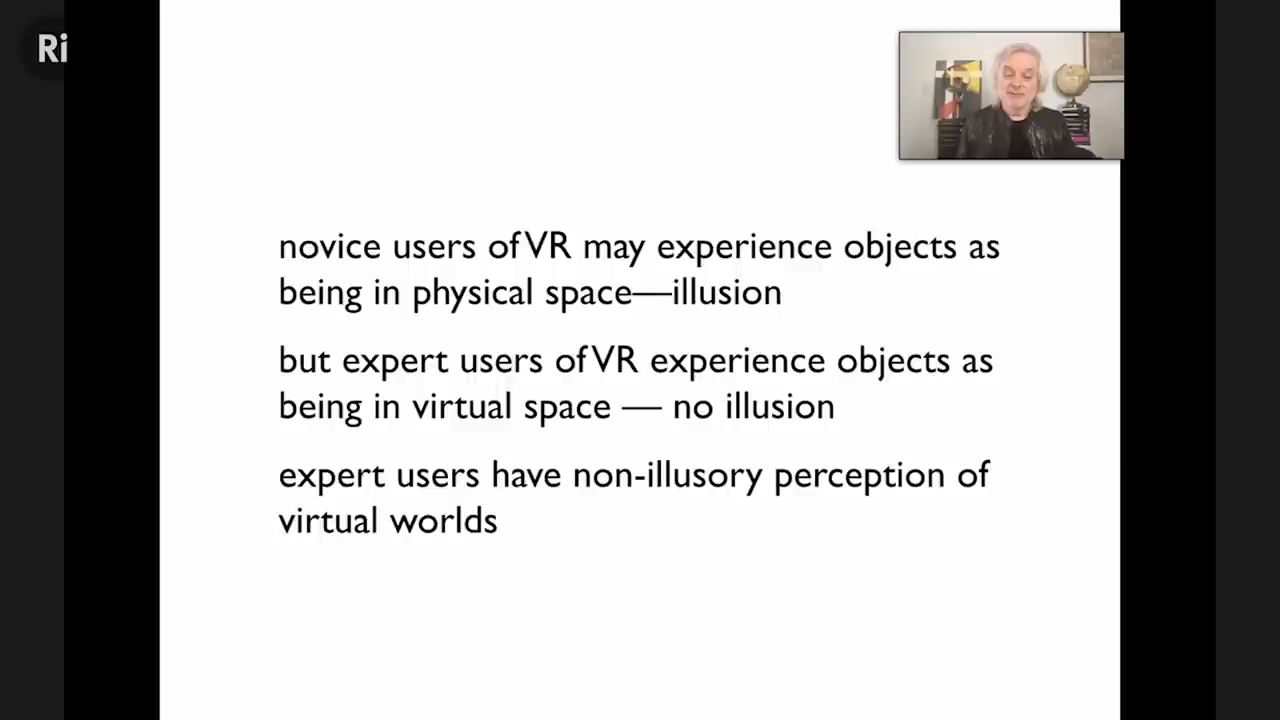 Ri
novice users of VR may experience objects as
being in physical space—illusion
but expert users of VR experience objects as
being in virtual space — no illusion
expert users have non-illusory perception of
virtual worlds